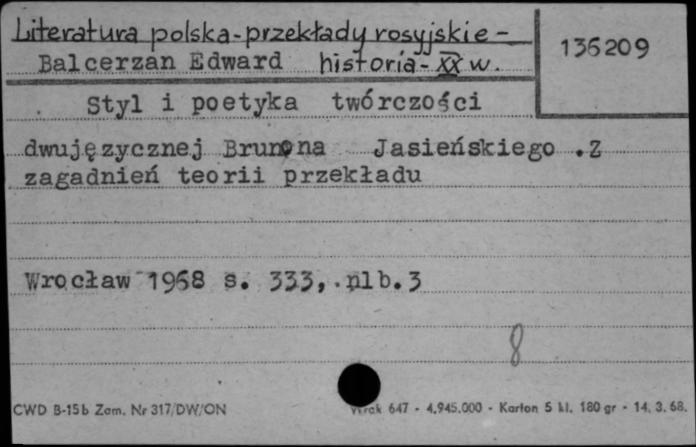 Literatura polska-przekłady rosyjskie-
136209
Balcerzan Edward historia-XX w.
Styl i poetyka twórczości
dwujęzycznej Brunona Jasieńskiego .Z
zagadnień teorii przekładu
Wrocław 1968 s. 333, nlb.3
8
CWD B-15b Zam. Nr 317/DW/ON
647 - 4.945.000 - Karton 5 kl. 180 gr - 14. 3. 68.